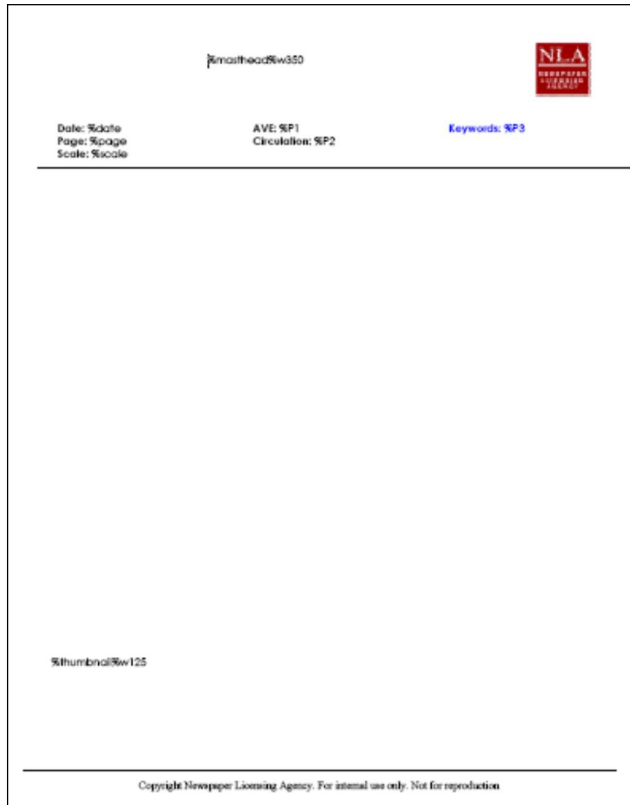 %masthead%w350
NLA
NEWSPAPER
LICENSING
AGENCY
Date: %date
AVE: %P1
Keywords: %P3
Page: %page
Circulation: %P2
Scale: %scale
%thumbnail%w125
Copyright Newspaper Licensing Agency. For internal use only. Not for reproduction